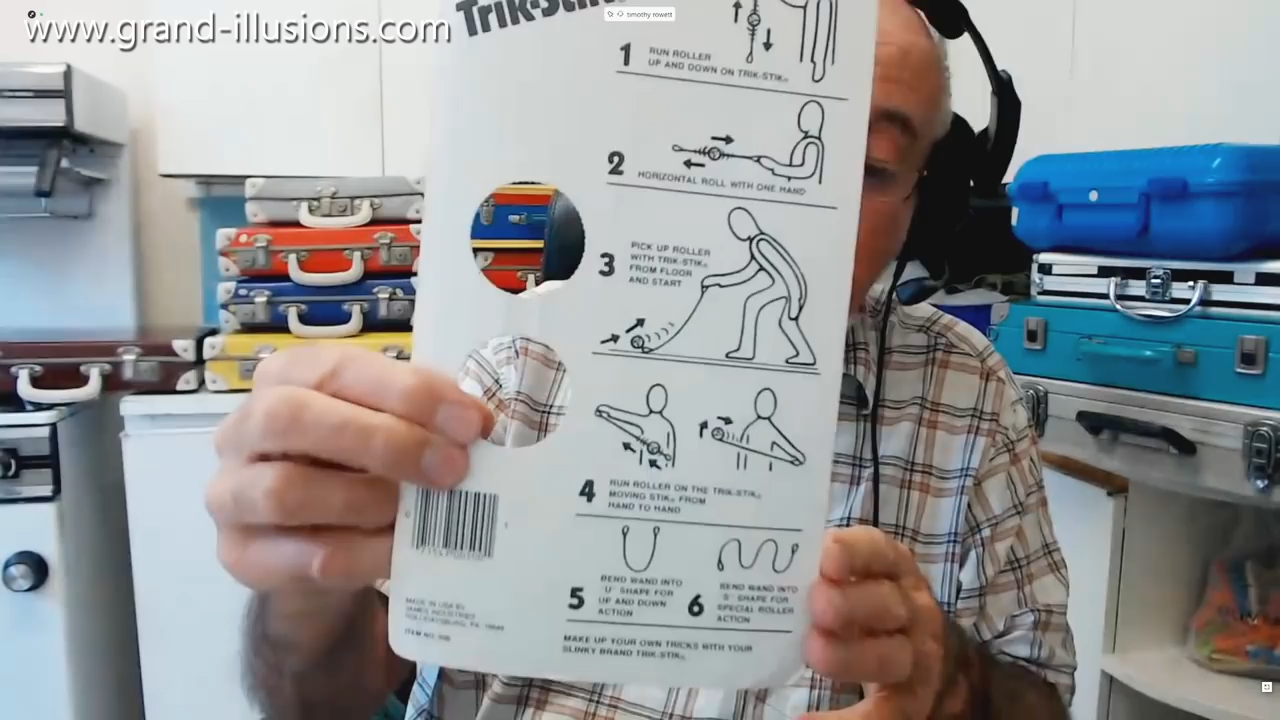 www.grand-illusions.com
timothy rowett
Trik-Stik
1 RUN ROLLER
UP AND DOWN ON TRIK-STIK®
2 HORIZONTAL ROLL WITH ONE HAND
3 PICK UP ROLLER
WITH TRIK-STIK®
FROM FLOOR
AND START
4 RUN ROLLER ON THE TRIK-STIK®
MOVING STIK® FROM
HAND TO HAND
5 BEND WAND INTO
"U" SHAPE FOR
UP AND DOWN
ACTION
6 BEND WAND INTO
"S" SHAPE FOR
SPECIAL ROLLER
ACTION
MADE IN USA BY
JAMES INDUSTRIES
HOLLIDAYSBURG, PA
ITEM NO.
MAKE UP YOUR OWN TRICKS WITH YOUR
SLINKY BRAND TRIK-STIK®